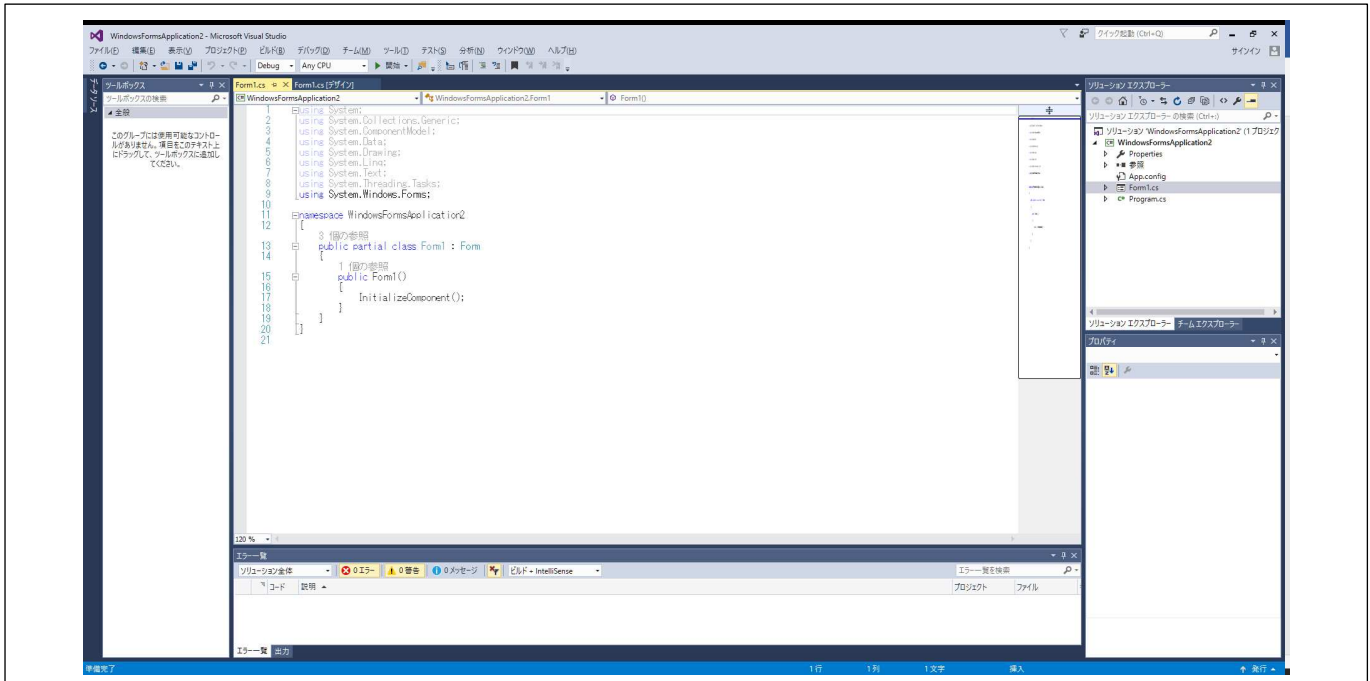 WindowsFormsApplication2 - Microsoft Visual Studio
クイック起動 (Ctrl+Q)
ファイル(F) 編集(E) 表示(V) プロジェクト(P) ビルド(B) デバッグ(D) チーム(M) ツール(T) テスト(S) 分析(N) ウィンドウ(W) ヘルプ(H)
サインイン
Debug Any CPU 開始
データソース
ツールボックス
ツールボックスの検索
全般
このグループには使用可能なコントロー
ルがありません。項目をこのテキスト上
にドラッグして、ツールボックスに追加し
てください。
Form1.cs Form1.cs [デザイン]
WindowsFormsApplication2 WindowsFormsApplication2.Form1 Form1()
1 using System;
2 using System.Collections.Generic;
3 using System.ComponentModel;
4 using System.Data;
5 using System.Drawing;
6 using System.Linq;
7 using System.Text;
8 using System.Threading.Tasks;
9 using System.Windows.Forms;
10
11 namespace WindowsFormsApplication2
12 {
3 個の参照
13 public partial class Form1 : Form
14 {
1 個の参照
15 public Form1()
16 {
17 InitializeComponent();
18 }
19 }
20 }
21
120 %
エラー一覧
ソリューション全体 0 エラー 0 警告 0 メッセージ ビルド + IntelliSense
エラー一覧を検索
コード 説明 プロジェクト ファイル
エラー一覧 出力
ソリューション エクスプローラー
ソリューション エクスプローラー の検索 (Ctrl+:)
ソリューション 'WindowsFormsApplication2' (1 プロジェク
WindowsFormsApplication2
Properties
参照
App.config
Form1.cs
C# Program.cs
ソリューション エクスプローラー チーム エクスプローラー
プロパティ
準備完了 1 行 1 列 1 文字 挿入 発行